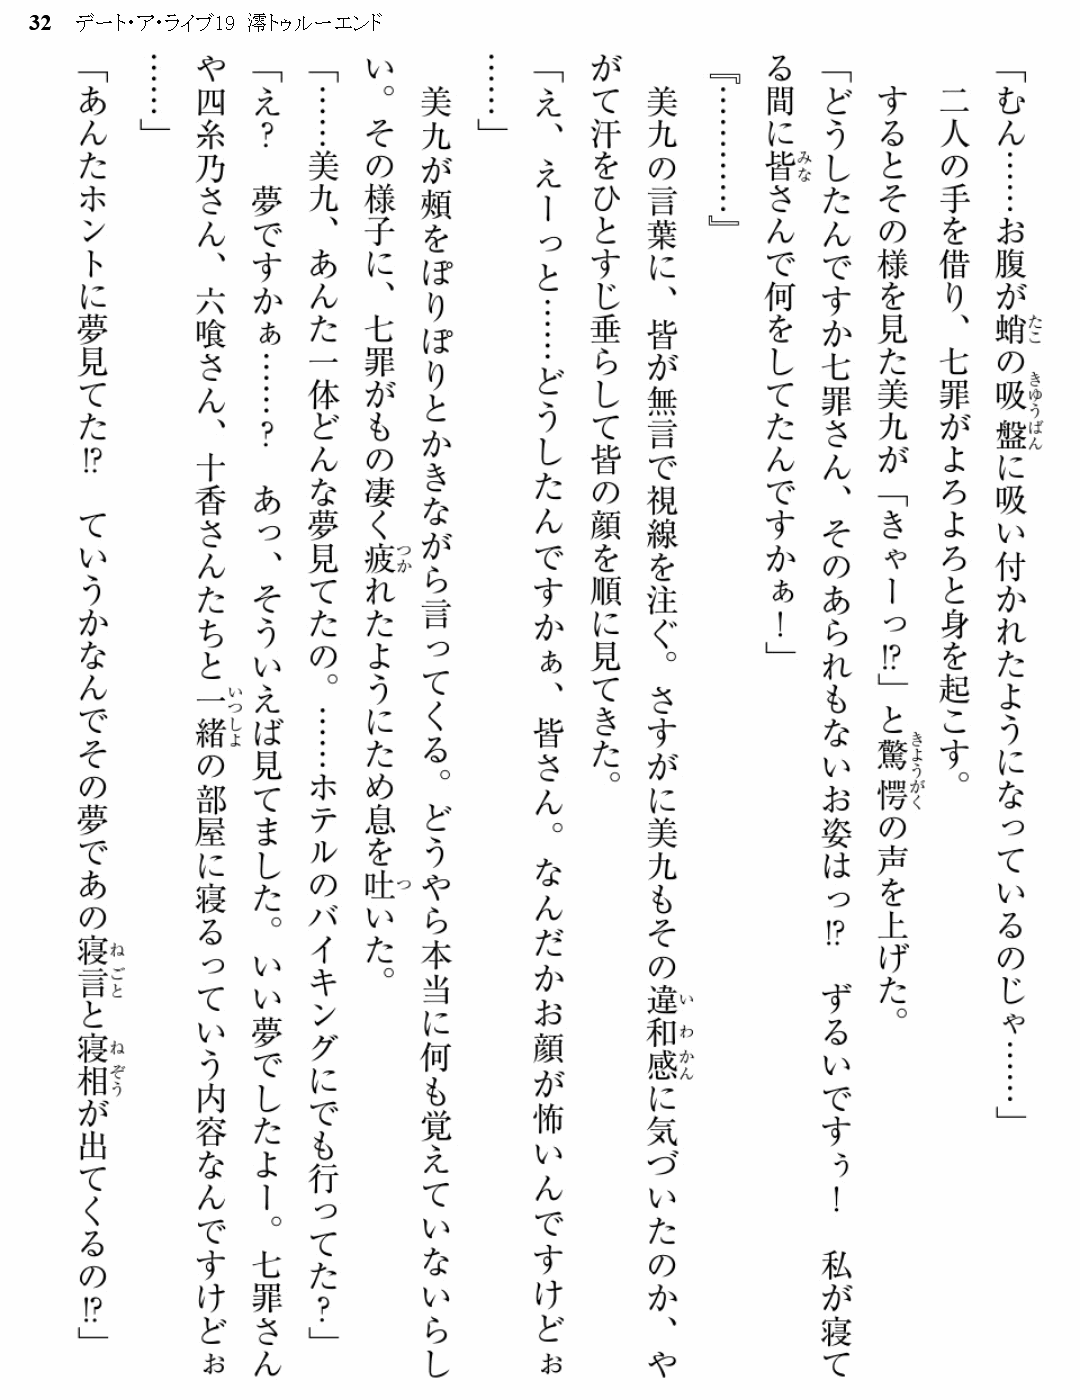 32 デート・ア・ライブ19 澪トゥルーエンド
「むん……お腹が蛸の吸盤に吸い付かれたようになっているのじゃ……」
二人の手を借り、七罪がよろよろと身を起こす。
するとその様を見た美九が「きゃーっ!?」と驚愕の声を上げた。
「どうしたんですか七罪さん、そのあられもないお姿はっ!?　ずるいですぅ！　私が寝て
る間に皆さんで何をしてたんですかぁ！」
『…………』
美九の言葉に、皆が無言で視線を注ぐ。さすがに美九もその違和感に気づいたのか、や
がて汗をひとすじ垂らして皆の顔を順に見てきた。
「え、えーっと……どうしたんですかぁ、皆さん。なんだかお顔が怖いんですけどぉ
……」
美九が頰をぽりぽりとかきながら言ってくる。どうやら本当に何も覚えていないらし
い。その様子に、七罪がもの凄く疲れたようにため息を吐いた。
「……美九、あんた一体どんな夢見てたの。……ホテルのバイキングにでも行ってた？」
「え？　夢ですかぁ……？　あっ、そういえば見てました。いい夢でしたよー。七罪さん
や四糸乃さん、六喰さん、十香さんたちと一緒の部屋に寝るっていう内容なんですけどぉ
……」
「あんたホントに夢見てた!?　ていうかなんでその夢であの寝言と寝相が出てくるの!?」